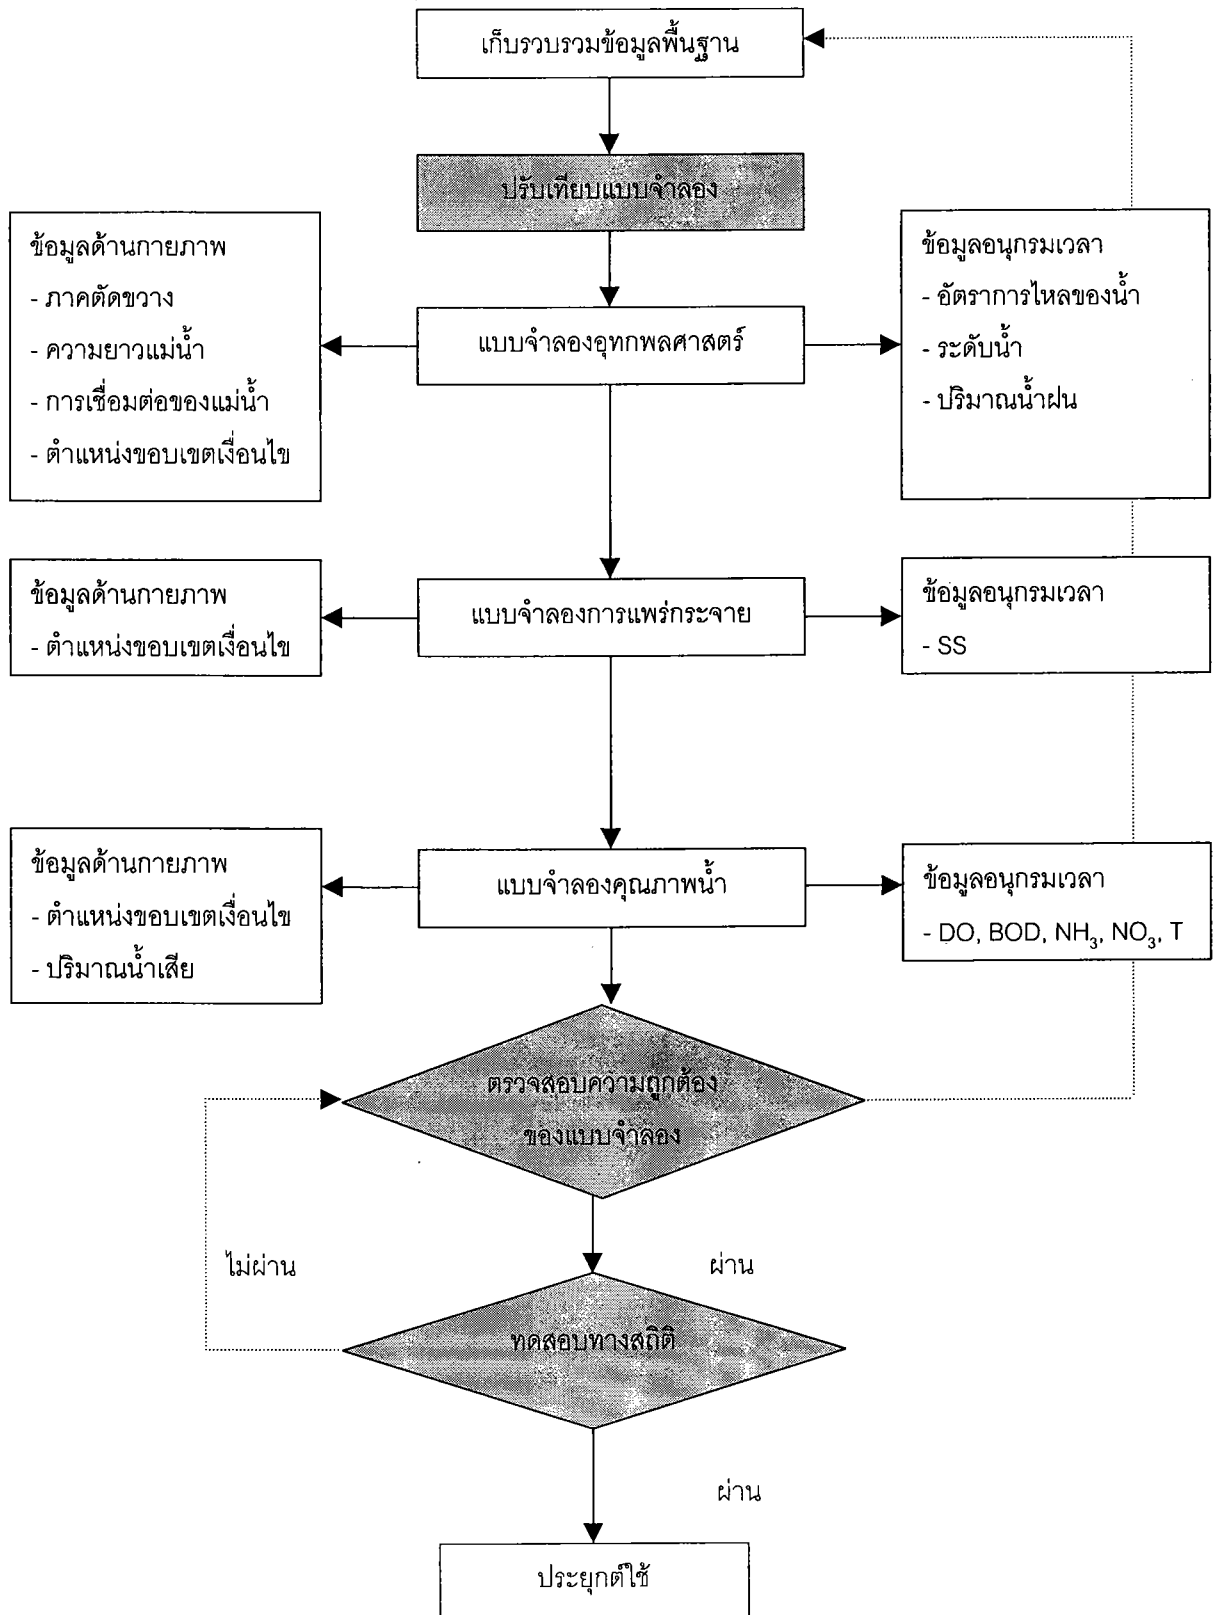 เก็บรวบรวมข้อมูลพื้นฐาน
ปรับเทียบแบบจำลอง
ข้อมูลด้านกายภาพ
- ภาคตัดขวาง
- ความยาวแม่น้ำ
- การเชื่อมต่อของแม่น้ำ
- ตำแหน่งขอบเขตเงื่อนไข
แบบจำลองอุทกพลศาสตร์
ข้อมูลอนุกรมเวลา
- อัตราการไหลของน้ำ
- ระดับน้ำ
- ปริมาณน้ำฝน
ข้อมูลด้านกายภาพ
- ตำแหน่งขอบเขตเงื่อนไข
แบบจำลองการแพร่กระจาย
ข้อมูลอนุกรมเวลา
- SS
ข้อมูลด้านกายภาพ
- ตำแหน่งขอบเขตเงื่อนไข
- ปริมาณน้ำเสีย
แบบจำลองคุณภาพน้ำ
ข้อมูลอนุกรมเวลา
- DO, BOD, NH₃, NO₃, T
ตรวจสอบความถูกต้อง
ของแบบจำลอง
ไม่ผ่าน
ผ่าน
ทดสอบทางสถิติ
ผ่าน
ประยุกต์ใช้